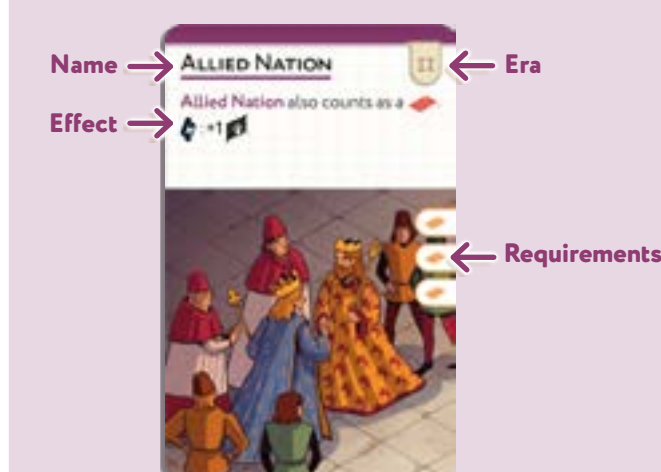 Name
ALLIED NATION
II
Era
Allied Nation also counts as a
Effect
: +1
Requirements